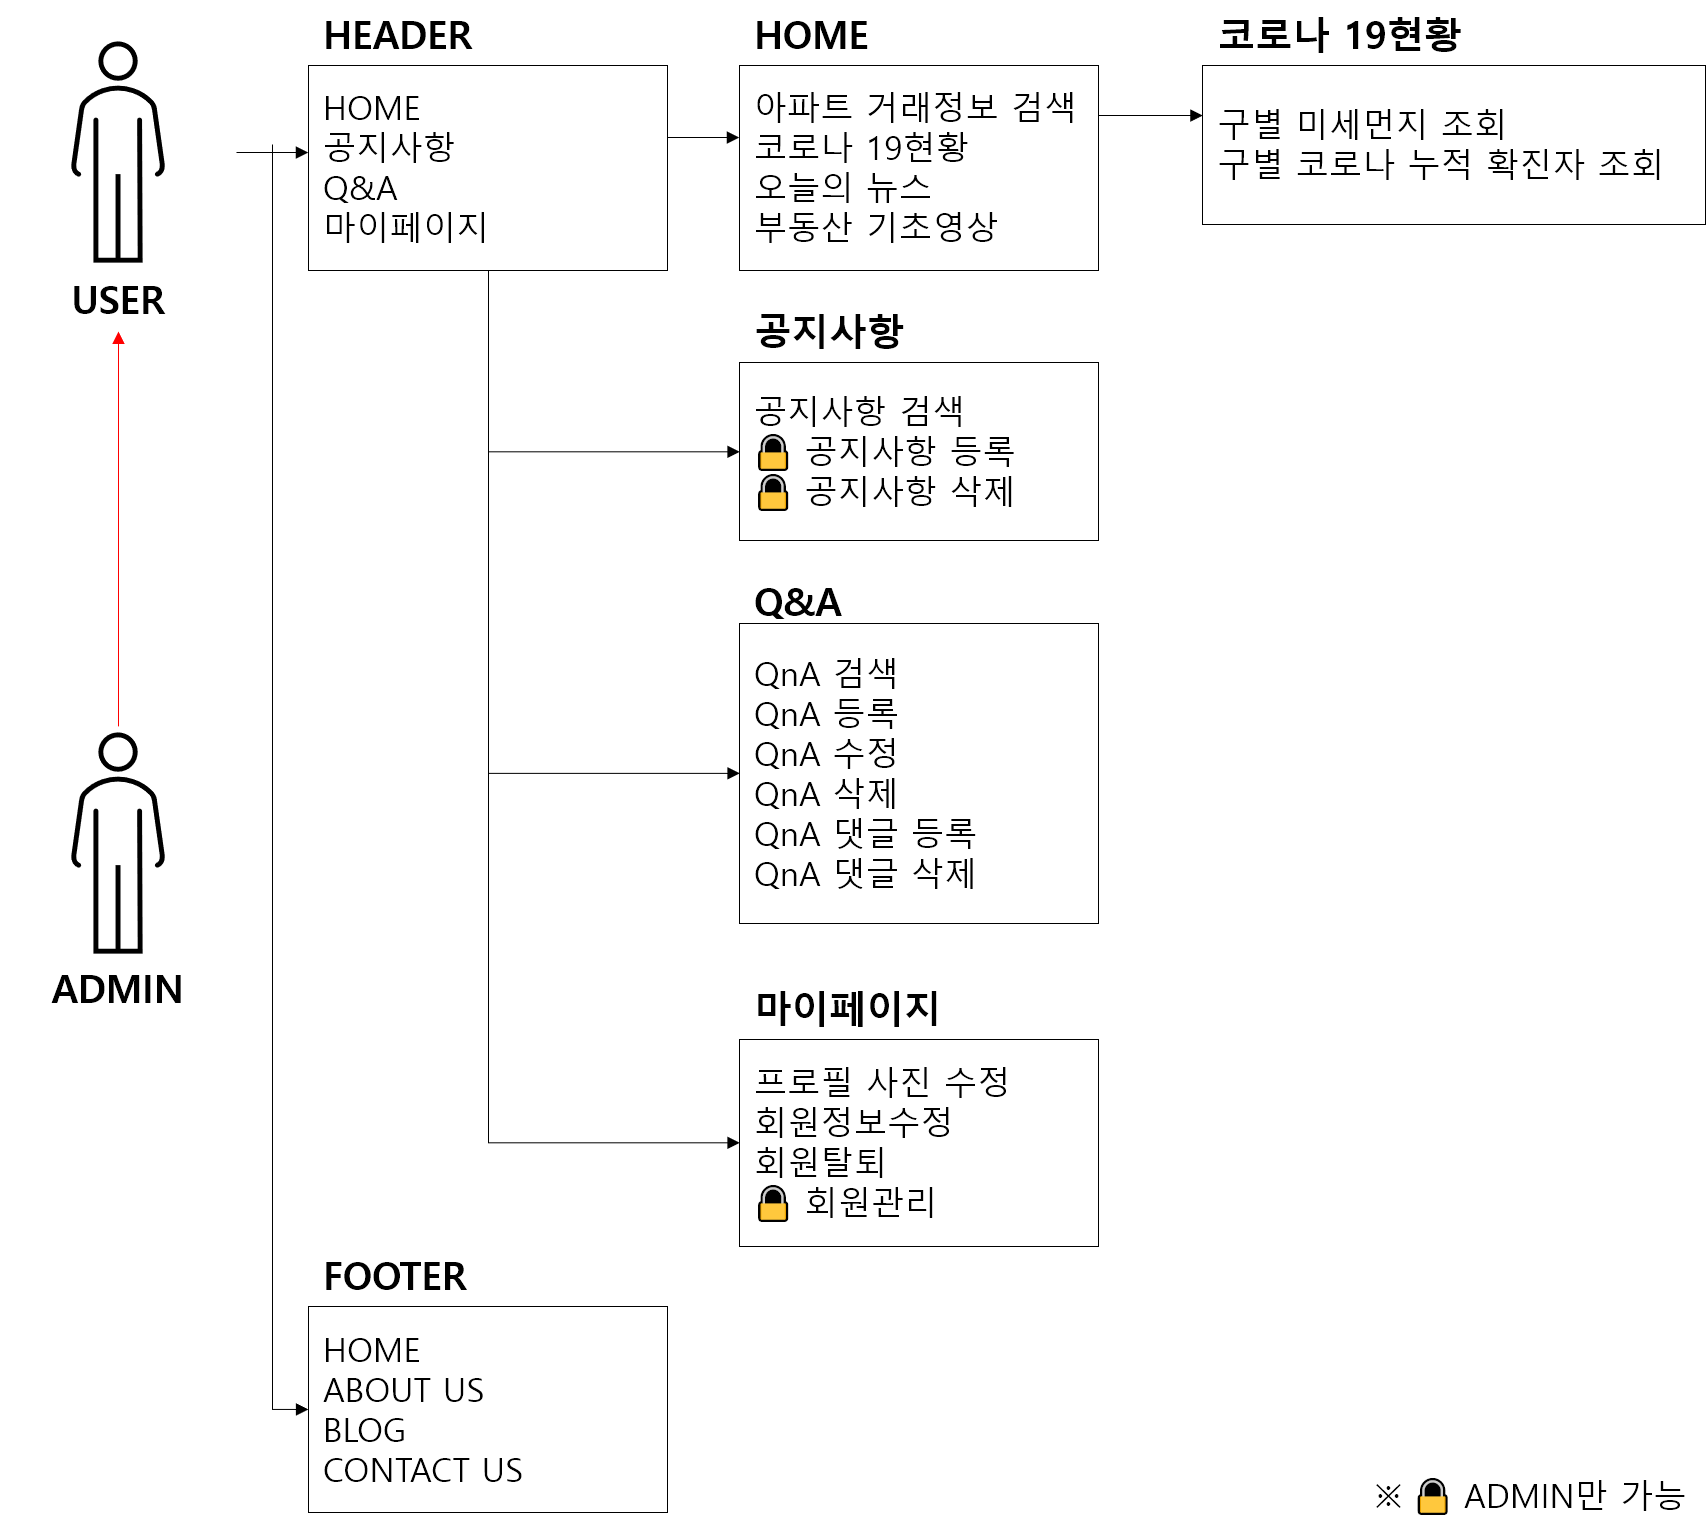 HEADER
HOME
공지사항
Q&A
마이페이지
HOME
아파트 거래정보 검색
코로나 19현황
오늘의 뉴스
부동산 기초영상
코로나 19현황
구별 미세먼지 조회
구별 코로나 누적 확진자 조회
USER
공지사항
공지사항 검색
🔒 공지사항 등록
🔒 공지사항 삭제
Q&A
QnA 검색
QnA 등록
QnA 수정
QnA 삭제
QnA 댓글 등록
QnA 댓글 삭제
ADMIN
마이페이지
프로필 사진 수정
회원정보수정
회원탈퇴
🔒 회원관리
FOOTER
HOME
ABOUT US
BLOG
CONTACT US
※ 🔒 ADMIN만 가능